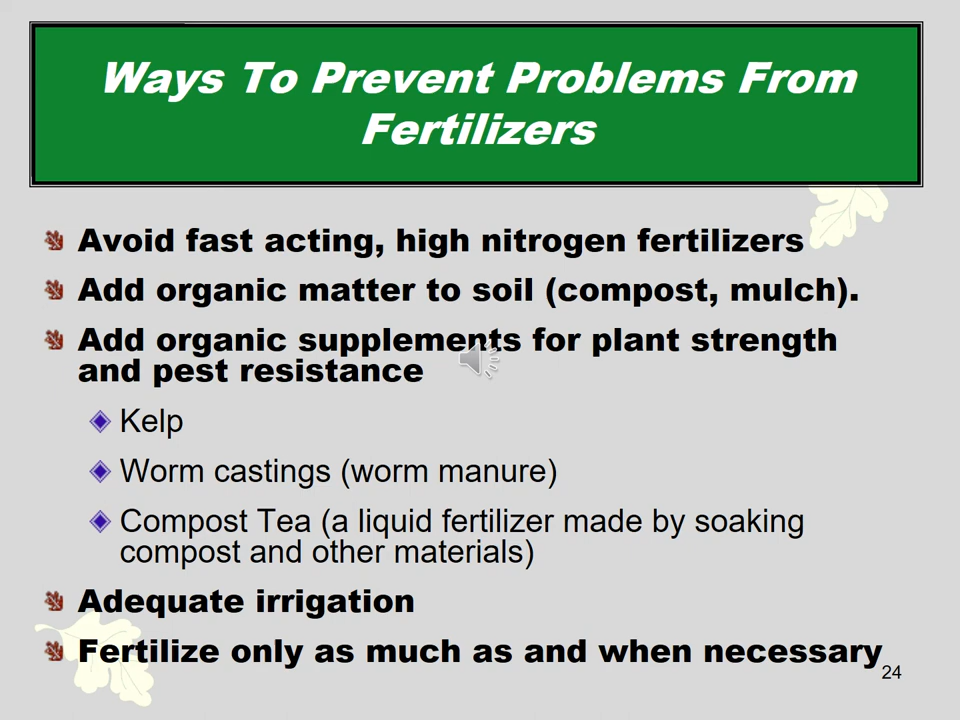 Ways To Prevent Problems From
Fertilizers
Avoid fast acting, high nitrogen fertilizers
Add organic matter to soil (compost, mulch).
Add organic supplements for plant strength
and pest resistance
Kelp
Worm castings (worm manure)
Compost Tea (a liquid fertilizer made by soaking
compost and other materials)
Adequate irrigation
Fertilize only as much as and when necessary
24